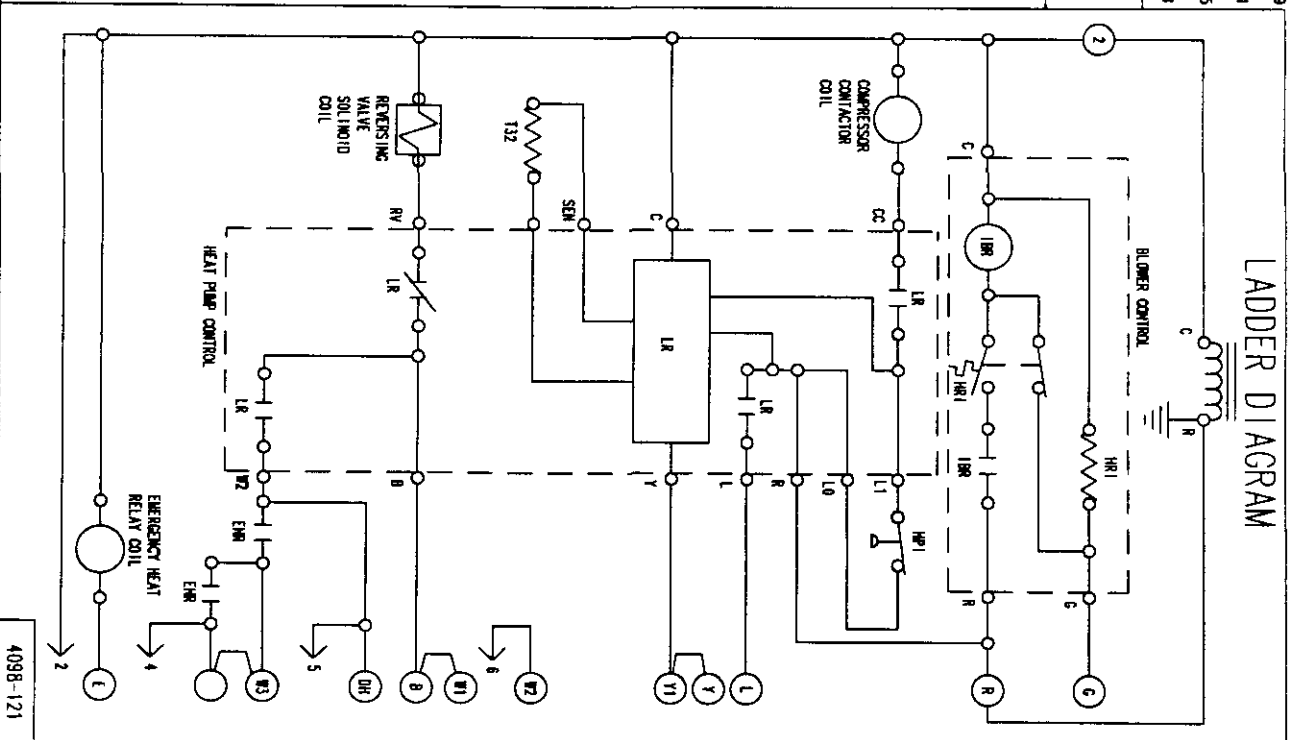 LADDER DIAGRAM
C
R
2
C
BLOWER CONTROL
HR1
G
G
IBR
HR1
IBR
R
R
COMPRESSOR
CONTACTOR
COIL
CC
LR
L1
HP1
LO
R
LR
L
L
C
LR
Y
Y1
Y
T32
SEN
W2
6
REVERSING
VALVE
SOLINOID
COIL
RV
LR
B
B
W1
HEAT PUMP CONTROL
LR
W2
DH
5
EHR
W3
EHR
4
EMERGENCY HEAT
RELAY COIL
E
2
4098-121